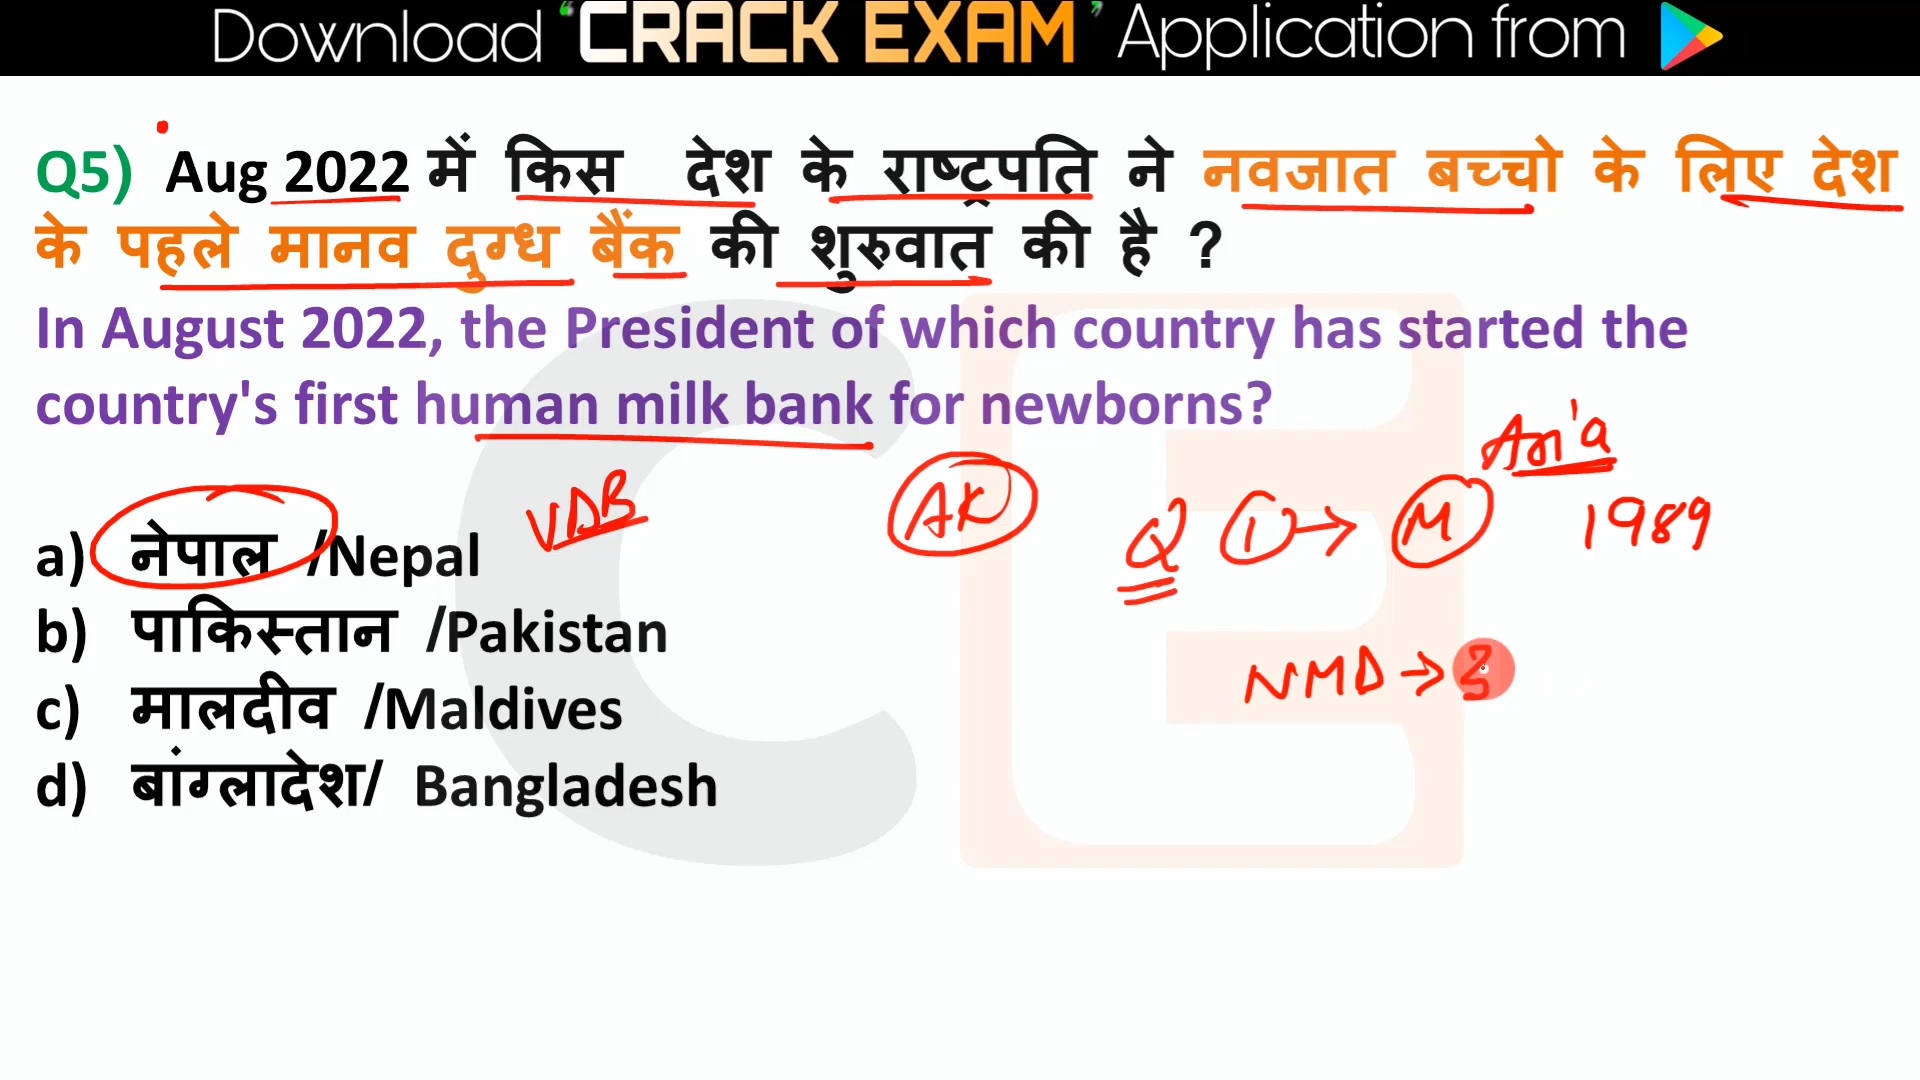 Download “CRACK EXAM” Application from
Q5) Aug 2022 में किस देश के राष्ट्रपति ने नवजात बच्चो के लिए देश
के पहले मानव दुग्ध बैंक की शुरुवात की है ?
In August 2022, the President of which country has started the
country's first human milk bank for newborns?
Asia
VDB AK Q 1 → M 1989
a) नेपाल /Nepal
b) पाकिस्तान /Pakistan
NMD →
c) मालदीव /Maldives
d) बांग्लादेश/ Bangladesh